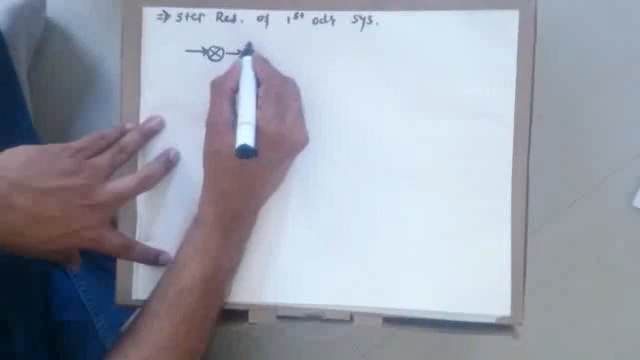 => Step Res. of 1st odr sys.